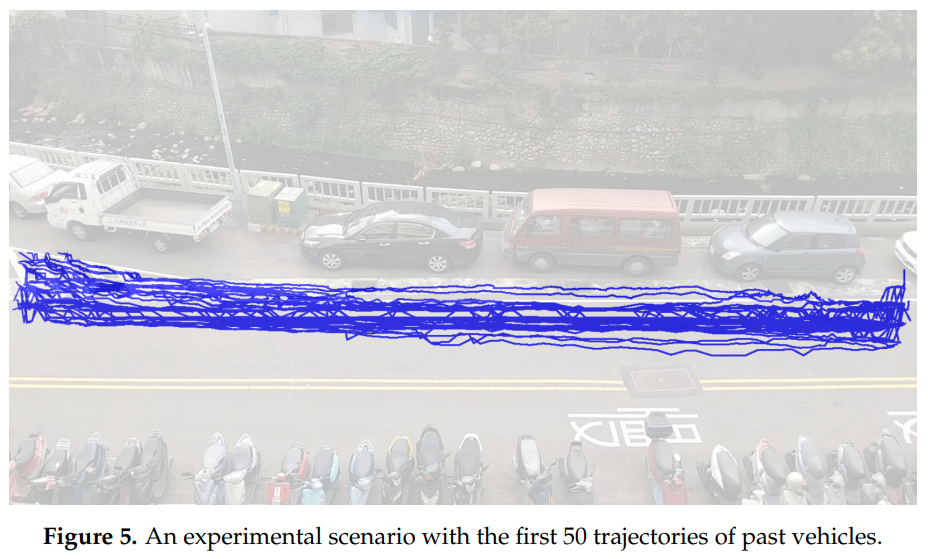 Figure 5. An experimental scenario with the first 50 trajectories of past vehicles.